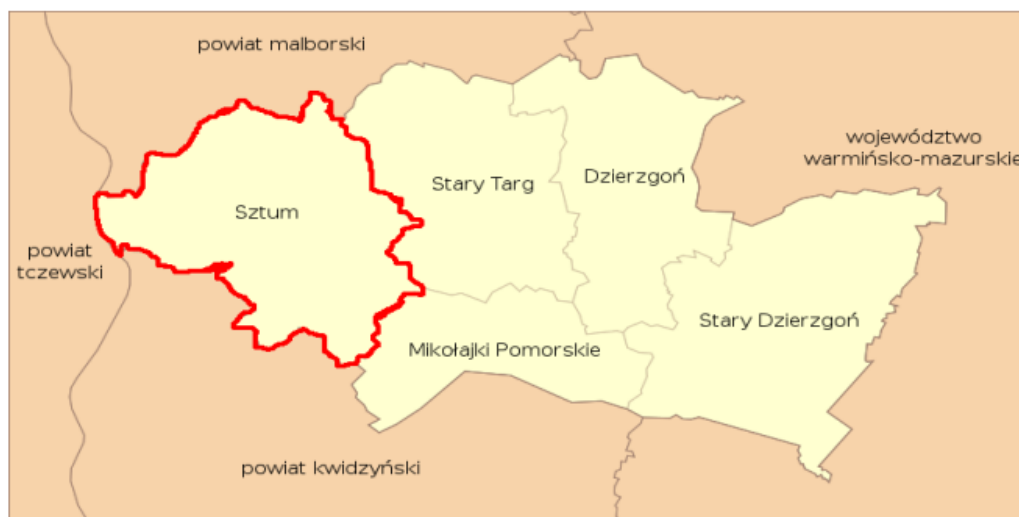 powiat malborski
województwo
warmińsko-mazurskie
Stary Targ
Dzierzgoń
Sztum
powiat
tczewski
Stary Dzierzgoń
Mikołajki Pomorskie
powiat kwidzyński